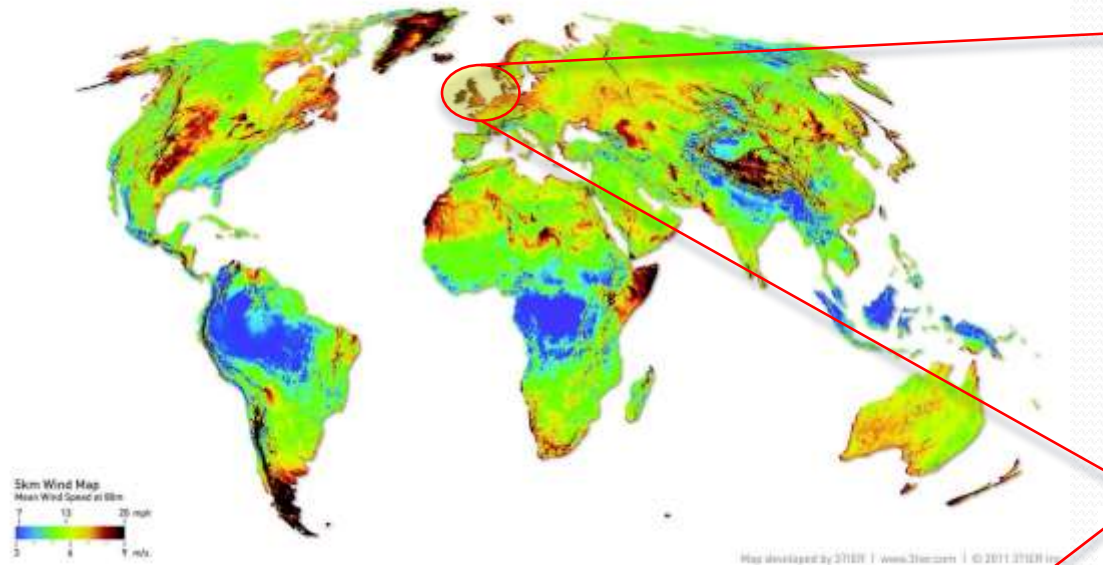 5km Wind Map
Mean Wind Speed at 80m
7 13 20 mph
3 6 9 m/s
Map developed by 3TIER | www.3tier.com | © 2011 3TIER Inc.